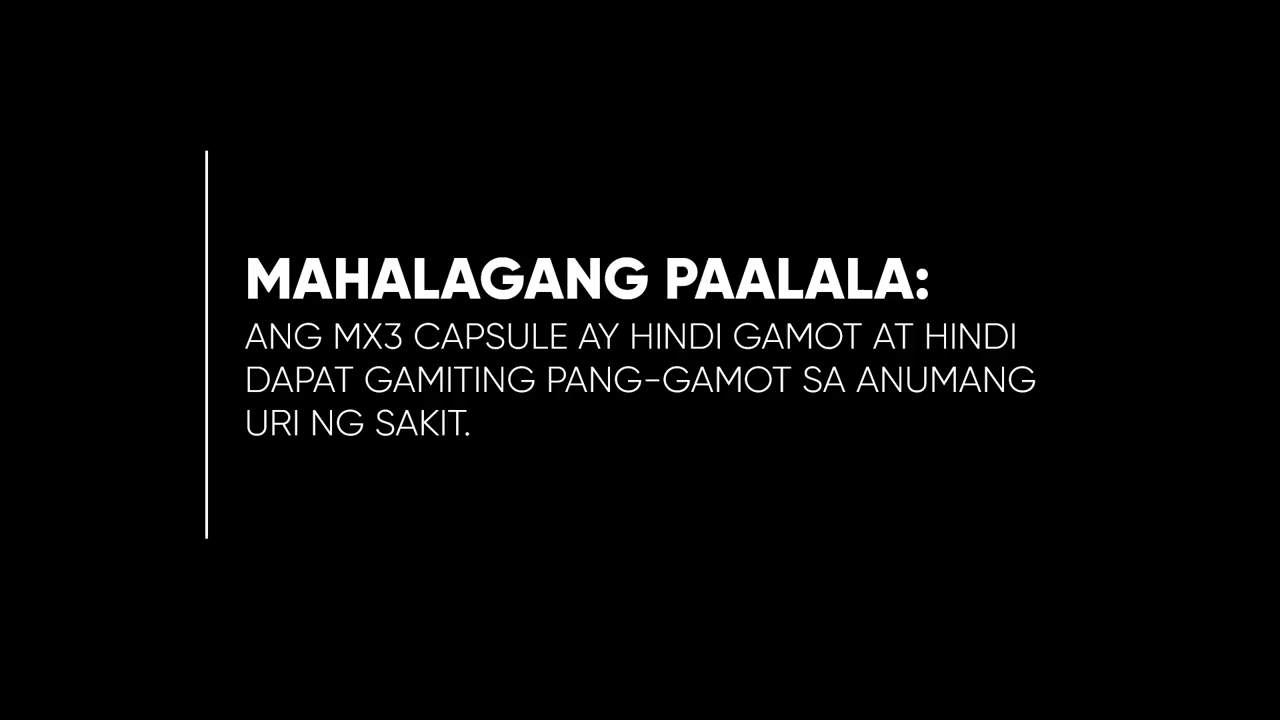 MAHALAGANG PAALALA:
ANG MX3 CAPSULE AY HINDI GAMOT AT HINDI
DAPAT GAMITING PANG-GAMOT SA ANUMANG
URI NG SAKIT.